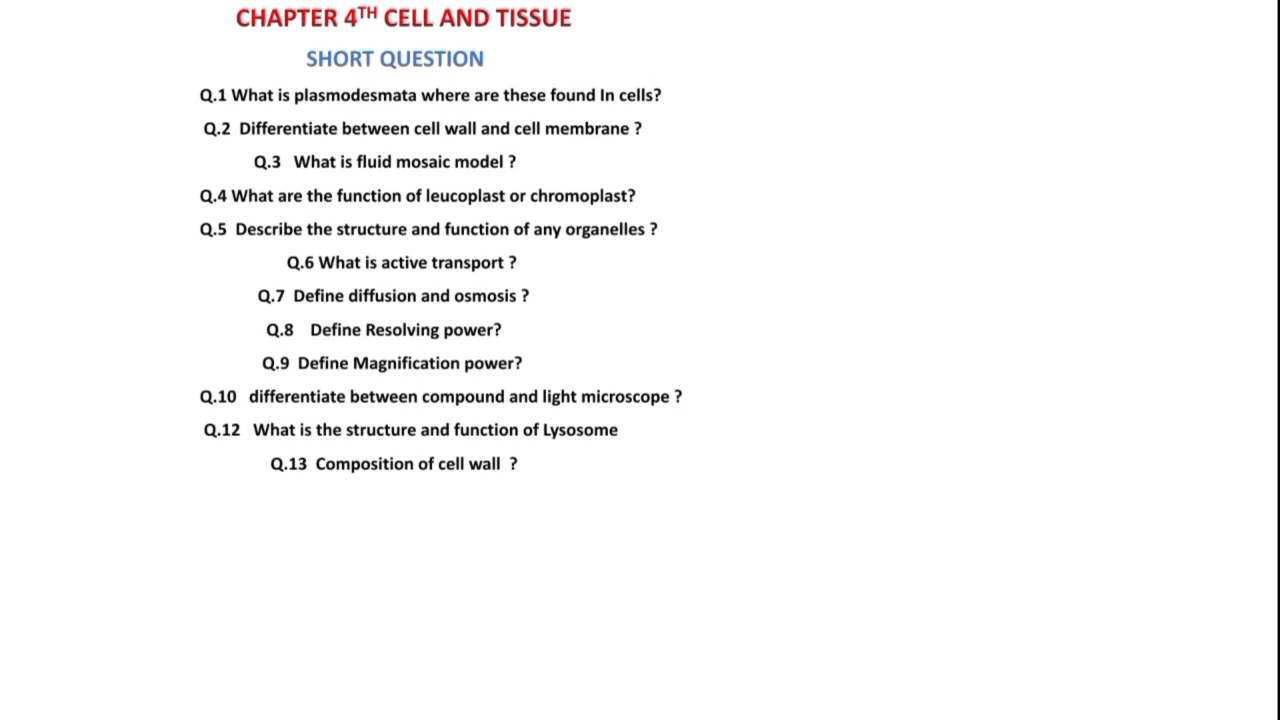 CHAPTER 4TH CELL AND TISSUE
SHORT QUESTION
Q.1 What is plasmodesmata where are these found In cells?
Q.2 Differentiate between cell wall and cell membrane ?
Q.3 What is fluid mosaic model ?
Q.4 What are the function of leucoplast or chromoplast?
Q.5 Describe the structure and function of any organelles ?
Q.6 What is active transport ?
Q.7 Define diffusion and osmosis ?
Q.8 Define Resolving power?
Q.9 Define Magnification power?
Q.10 differentiate between compound and light microscope ?
Q.12 What is the structure and function of Lysosome
Q.13 Composition of cell wall ?